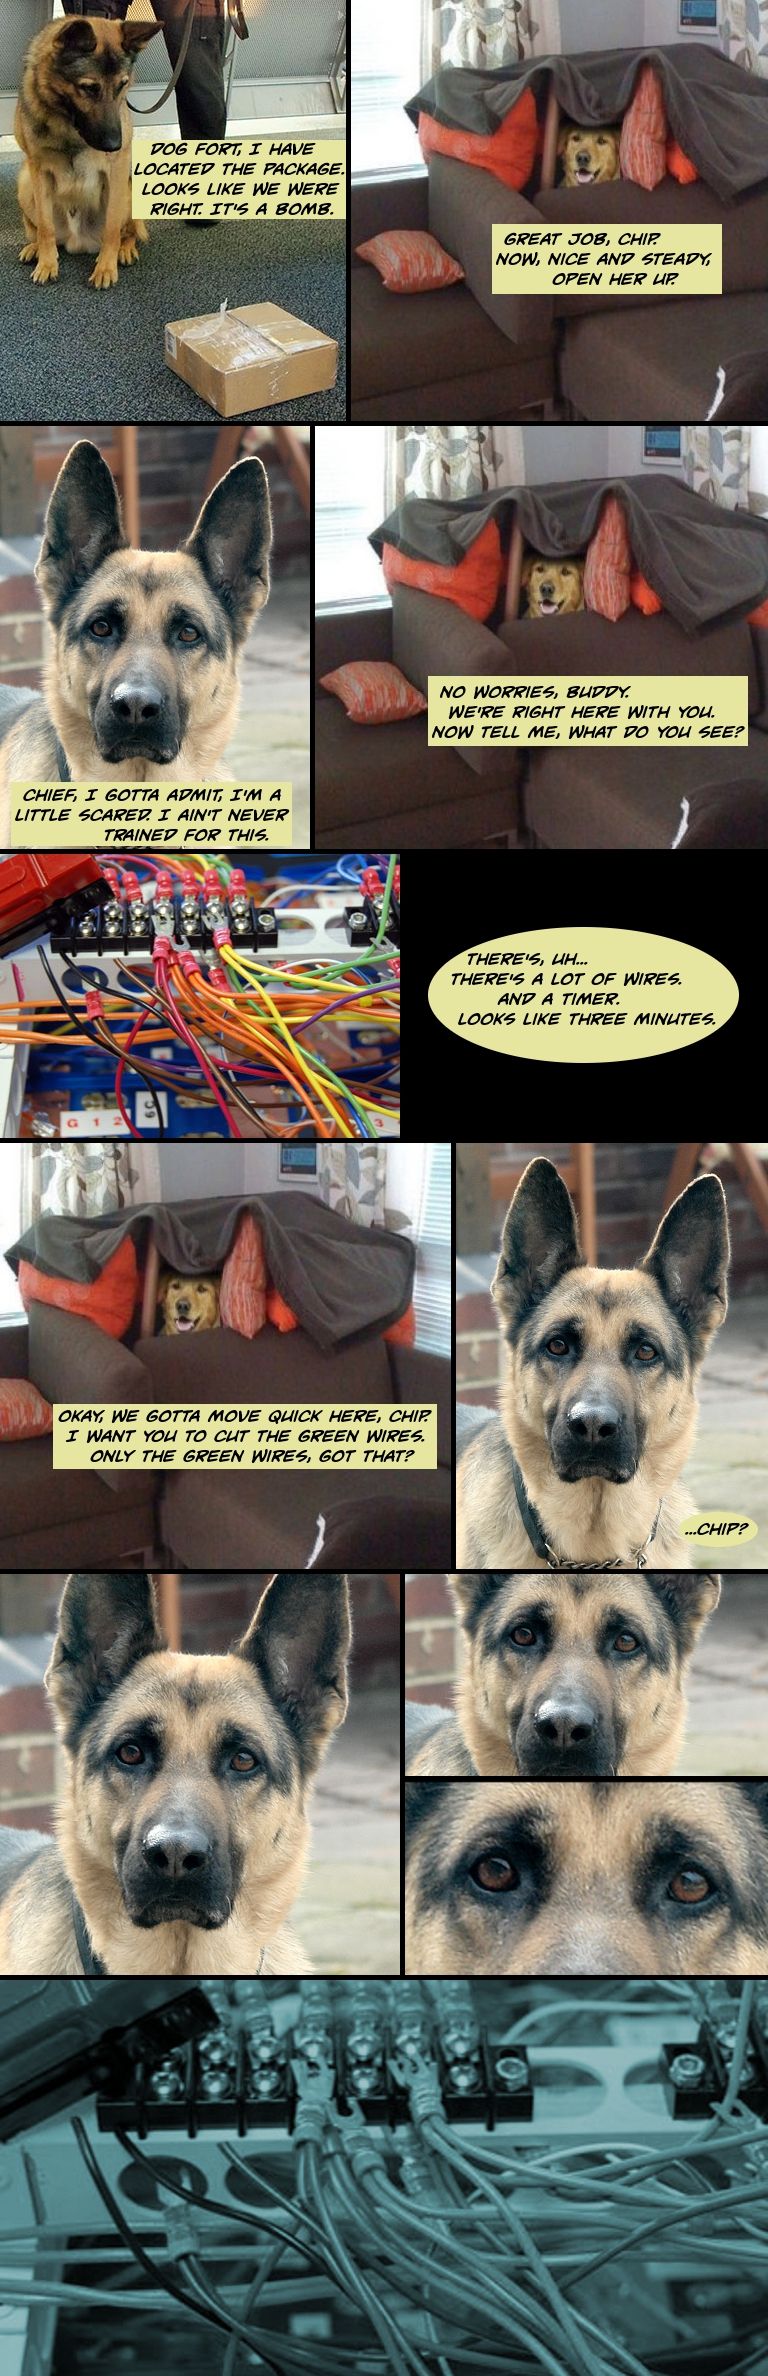 DOG FORT, I HAVE
LOCATED THE PACKAGE.
LOOKS LIKE WE WERE
RIGHT. IT'S A BOMB.
GREAT JOB, CHIP.
NOW, NICE AND STEADY,
OPEN HER UP.
CHIEF, I GOTTA ADMIT, I'M A
LITTLE SCARED. I AIN'T NEVER
TRAINED FOR THIS.
NO WORRIES, BUDDY.
WE'RE RIGHT HERE WITH YOU.
NOW TELL ME, WHAT DO YOU SEE?
G 12
6C
3
THERE'S, UH...
THERE'S A LOT OF WIRES.
AND A TIMER.
LOOKS LIKE THREE MINUTES.
OKAY, WE GOTTA MOVE QUICK HERE, CHIP.
I WANT YOU TO CUT THE GREEN WIRES.
ONLY THE GREEN WIRES, GOT THAT?
...CHIP?